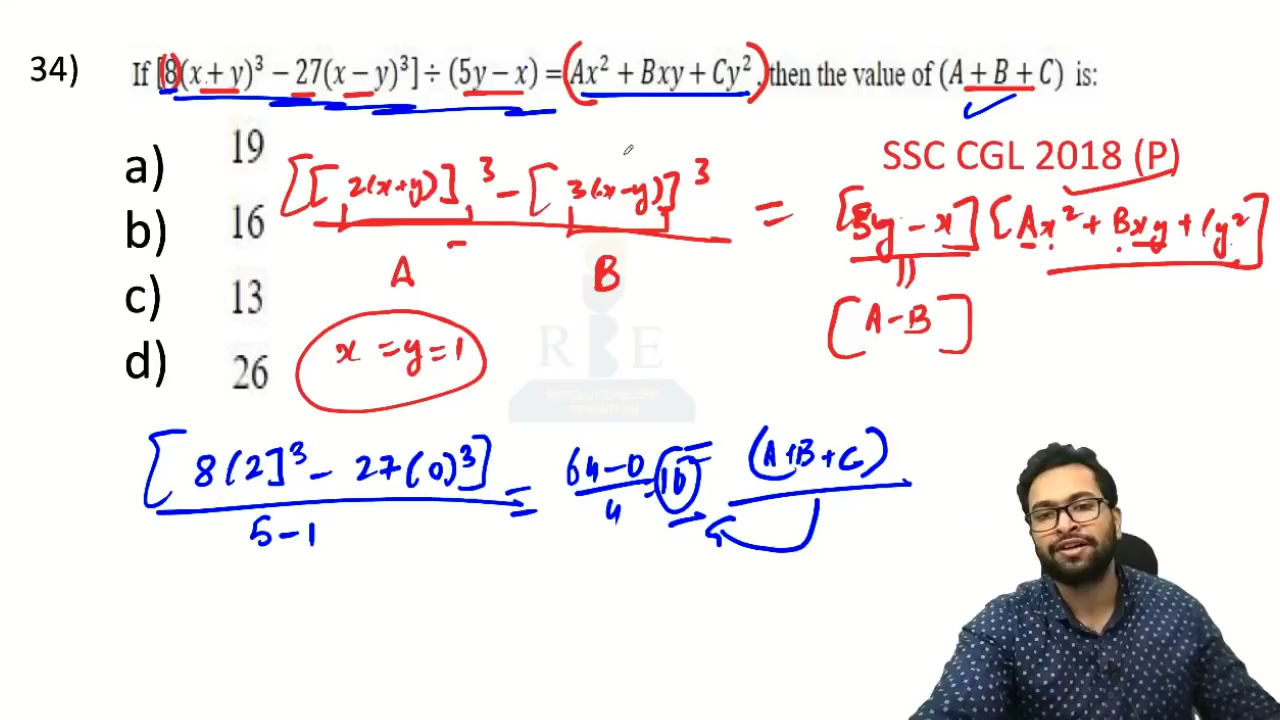 34) If [8(x + y)³ − 27(x − y)³] ÷ (5y − x) = (Ax² + Bxy + Cy²), then the value of (A + B + C) is:
SSC CGL 2018 (P)
a) 19
b) 16
c) 13
d) 26
[[2(x+y)]³ − [3(x−y)]³ = [5y − x] [Ax² + Bxy + Cy²]
A B
[A−B]
x = y = 1
R B E
[8(2]³ − 27(0)³] = 64−0 16 = (A+B+C)
5−1 4